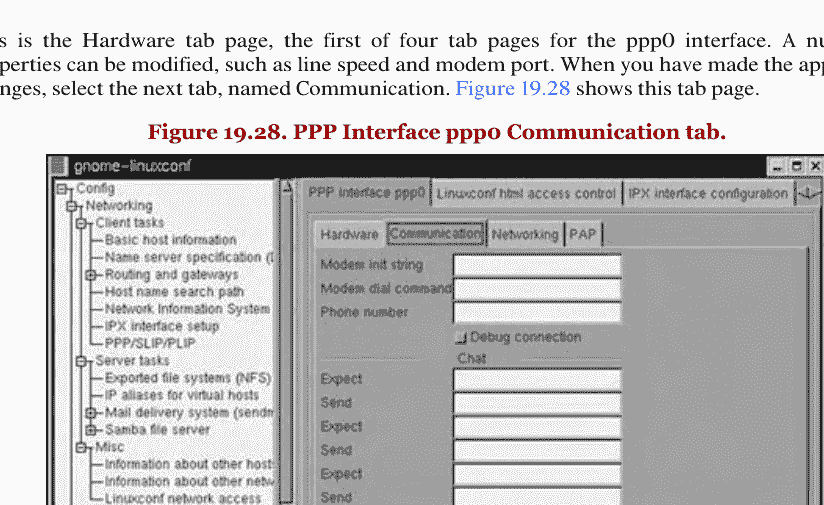 s is the Hardware tab page, the first of four tab pages for the ppp0 interface. A nu
perties can be modified, such as line speed and modem port. When you have made the app
nges, select the next tab, named Communication. Figure 19.28 shows this tab page.
Figure 19.28. PPP Interface ppp0 Communication tab.
gnome-linuxconf
Config
Networking
Client tasks
Basic host information
Name server specification (D
Routing and gateways
Host name search path
Network Information System
IPX interface setup
PPP/SLIP/PLIP
Server tasks
Exported file systems (NFS)
IP aliases for virtual hosts
Mail delivery system (sendm
Samba file server
Misc
Information about other host
Information about other netw
Linuxconf network access
PPP interface ppp0 Linuxconf html access control IPX interface configuration
Hardware Communication Networking PAP
Modem init string
Modem dial command
Phone number
Debug connection
Chat
Expect
Send
Expect
Send
Expect
Send